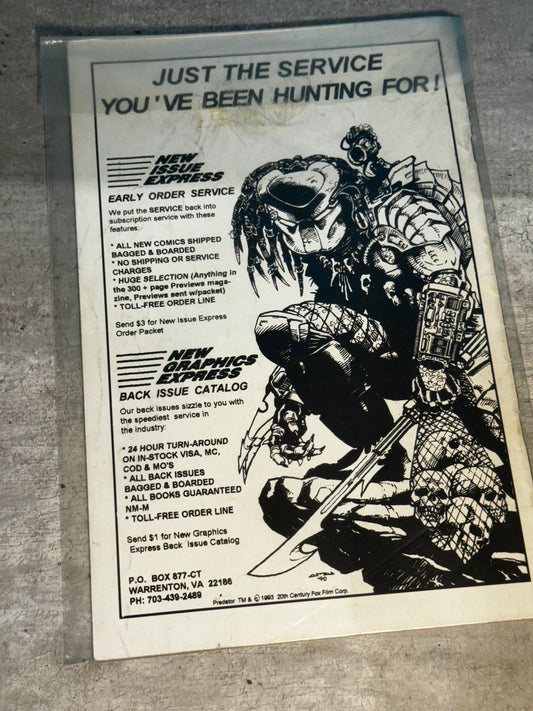 JUST THE SERVICE
YOU'VE BEEN HUNTING FOR!
NEW
ISSUE
EXPRESS
EARLY ORDER SERVICE
We put the SERVICE back into
subscription service with these
features:
* ALL NEW COMICS SHIPPED
BAGGED & BOARDED
* NO SHIPPING OR SERVICE
CHARGES
* HUGE SELECTION (Anything in
the 300 + page Previews maga-
zine, Previews sent w/packet)
* TOLL-FREE ORDER LINE
Send $3 for New Issue Express
Order Packet
NEW
GRAPHICS
EXPRESS
BACK ISSUE CATALOG
Our back issues sizzle to you with
the speediest service in
the industry:
* 24 HOUR TURN-AROUND
ON IN-STOCK VISA, MC,
COD & MO'S
* ALL BACK ISSUES
BAGGED & BOARDED
* ALL BOOKS GUARANTEED
NM-M
* TOLL-FREE ORDER LINE
Send $1 for New Graphics
Express Back Issue Catalog
P.O. BOX 877-CT
WARRENTON, VA 22186
PH: 703-439-2489
'90
Predator TM & © 1993 20th Century Fox Film Corp.